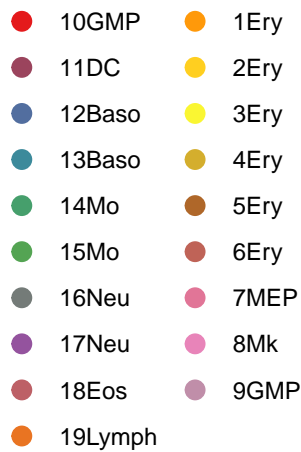 10GMP
11DC
12Baso
13Baso
14Mo
15Mo
16Neu
17Neu
18Eos
19Lymph
1Ery
2Ery
3Ery
4Ery
5Ery
6Ery
7MEP
8Mk
9GMP